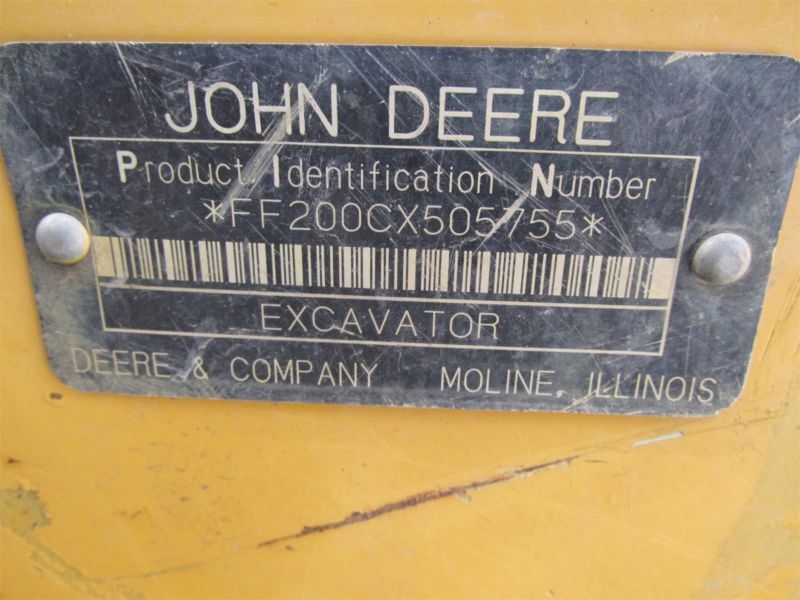 JOHN DEERE
Product Identification Number
*FF200CX505755*
EXCAVATOR
DEERE & COMPANY MOLINE, ILLINOIS